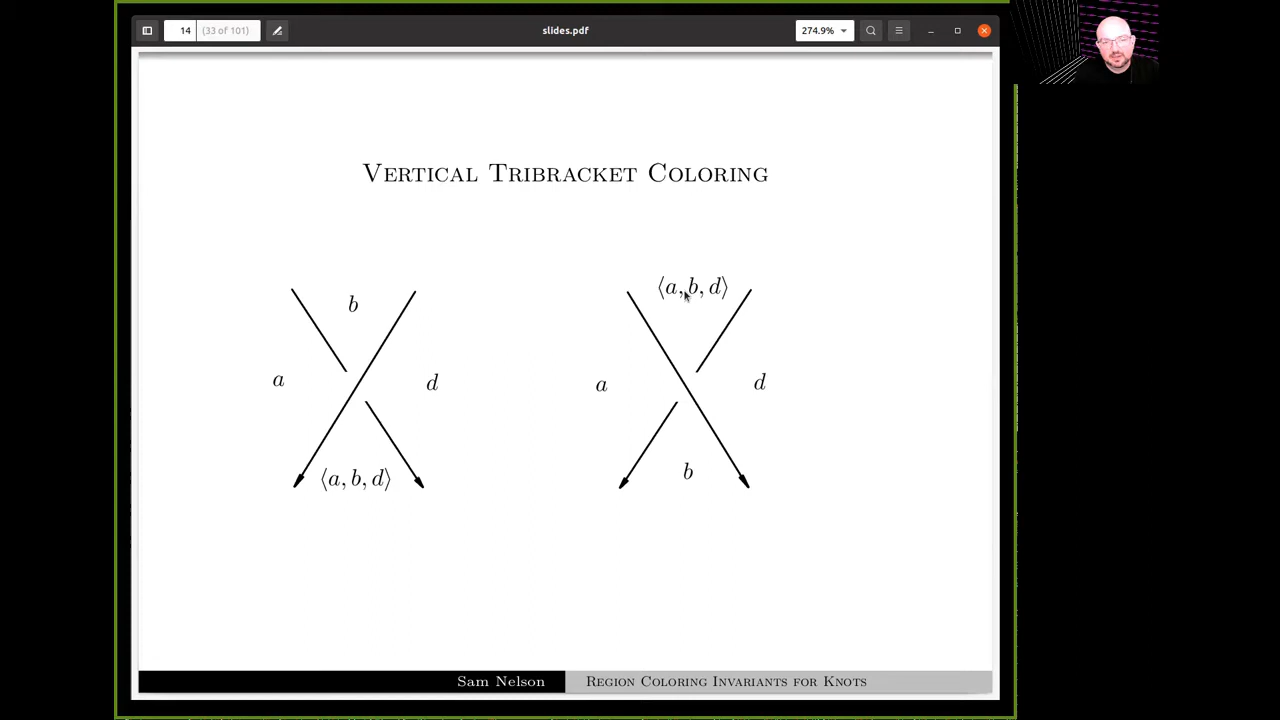 14 (33 of 101) slides.pdf 274.9%
VERTICAL TRIBRACKET COLORING
b ⟨a, b, d⟩
a d a d
⟨a, b, d⟩ b
SAM NELSON REGION COLORING INVARIANTS FOR KNOTS